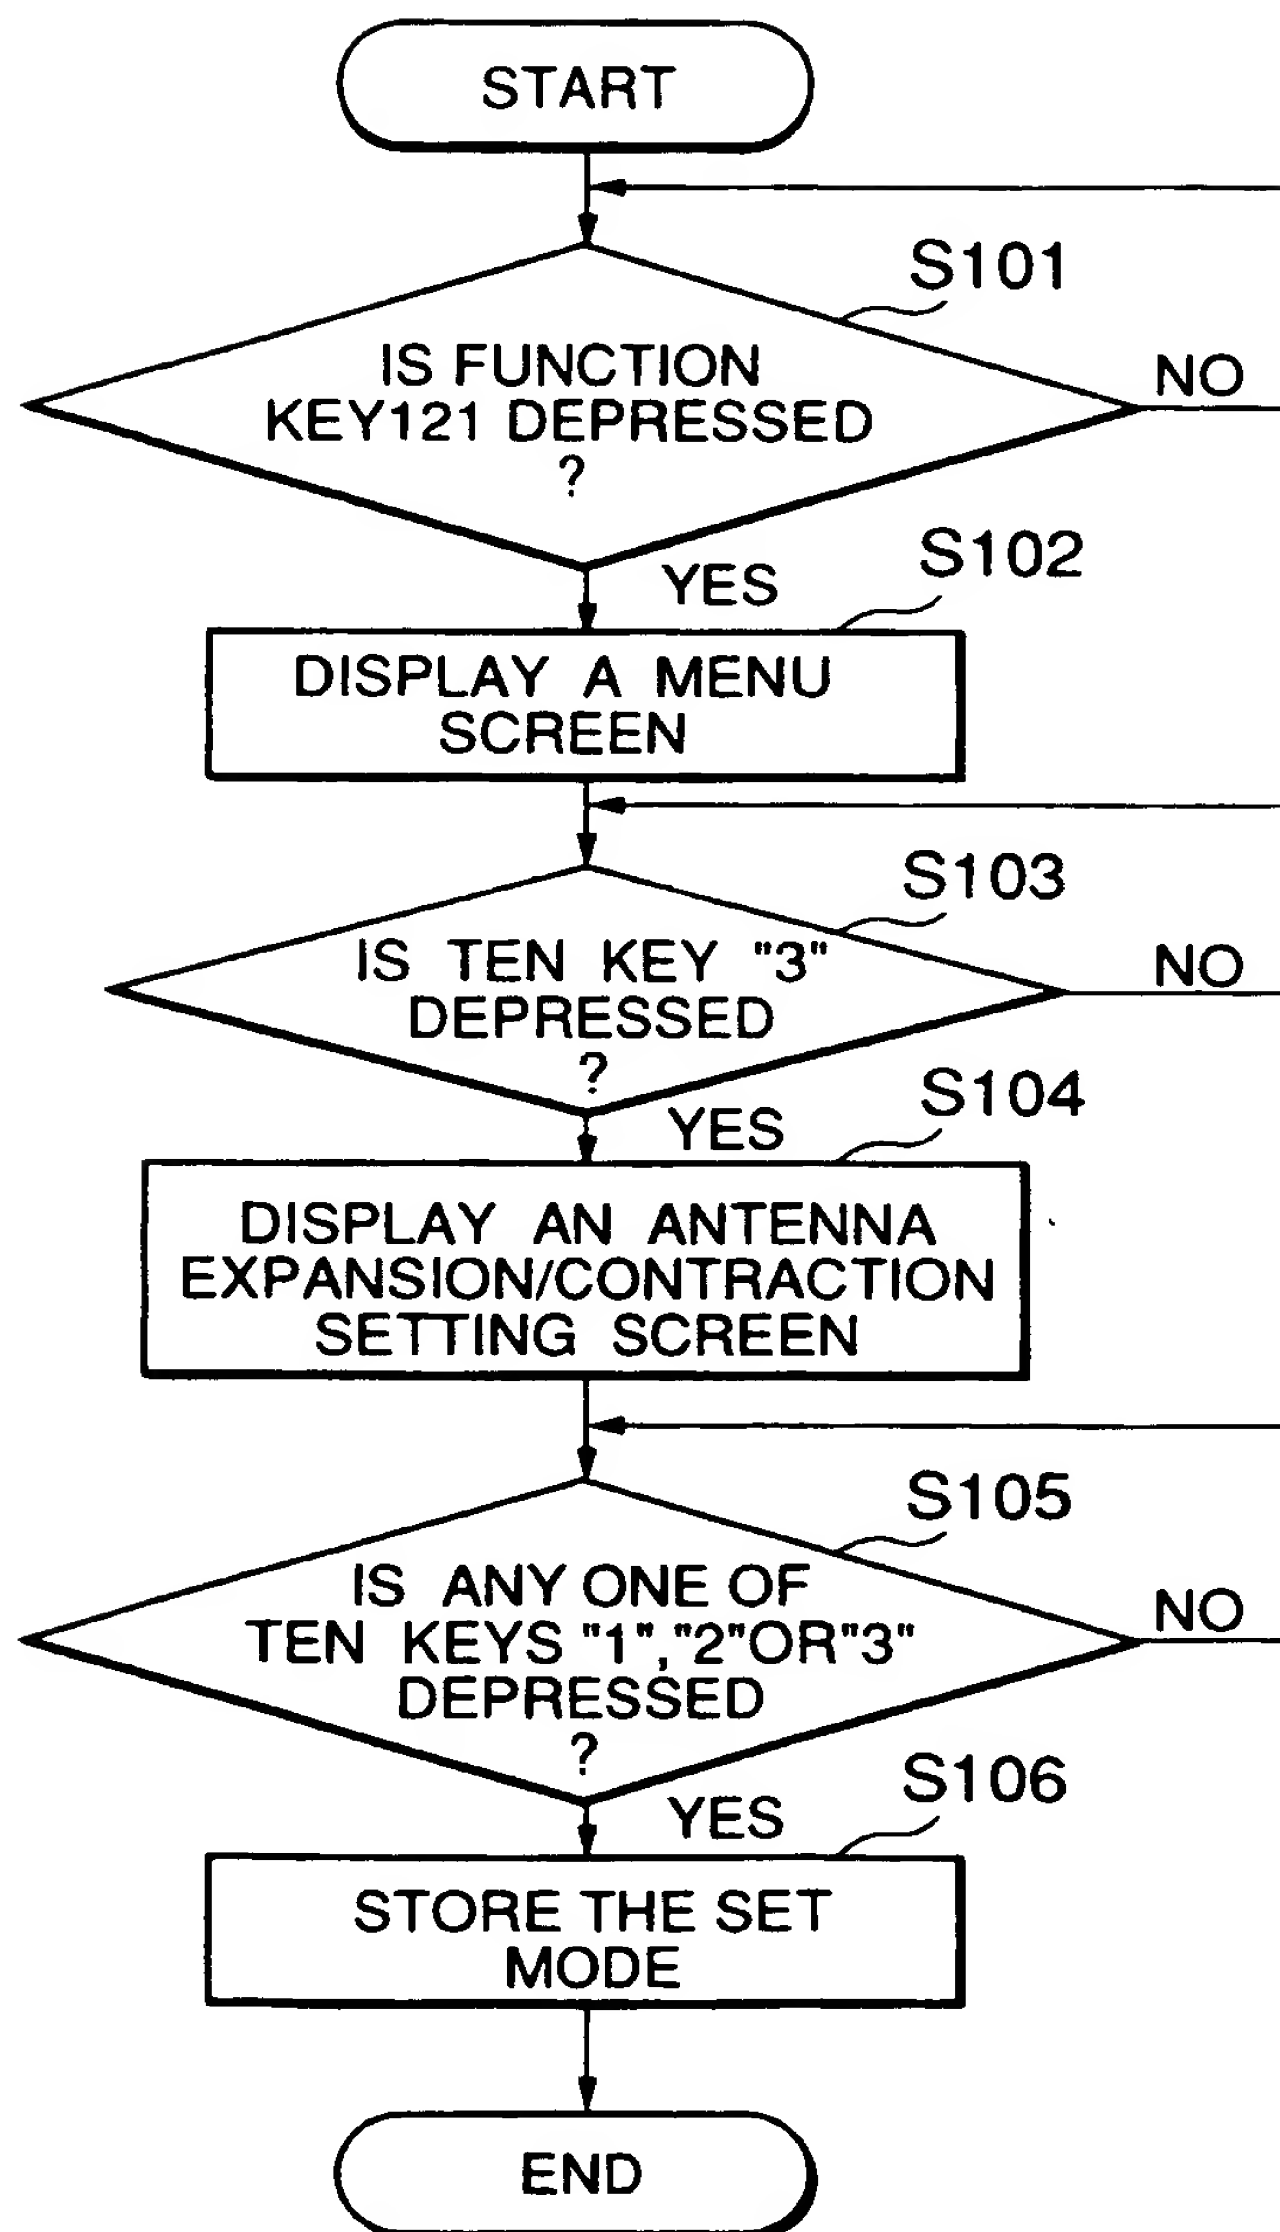 START
S101
IS FUNCTION
KEY121 DEPRESSED
?
NO
YES
S102
DISPLAY A MENU
SCREEN
S103
IS TEN KEY "3"
DEPRESSED
?
NO
YES
S104
DISPLAY AN ANTENNA
EXPANSION/CONTRACTION
SETTING SCREEN
S105
IS ANY ONE OF
TEN KEYS "1","2"OR"3"
DEPRESSED
?
NO
YES
S106
STORE THE SET
MODE
END